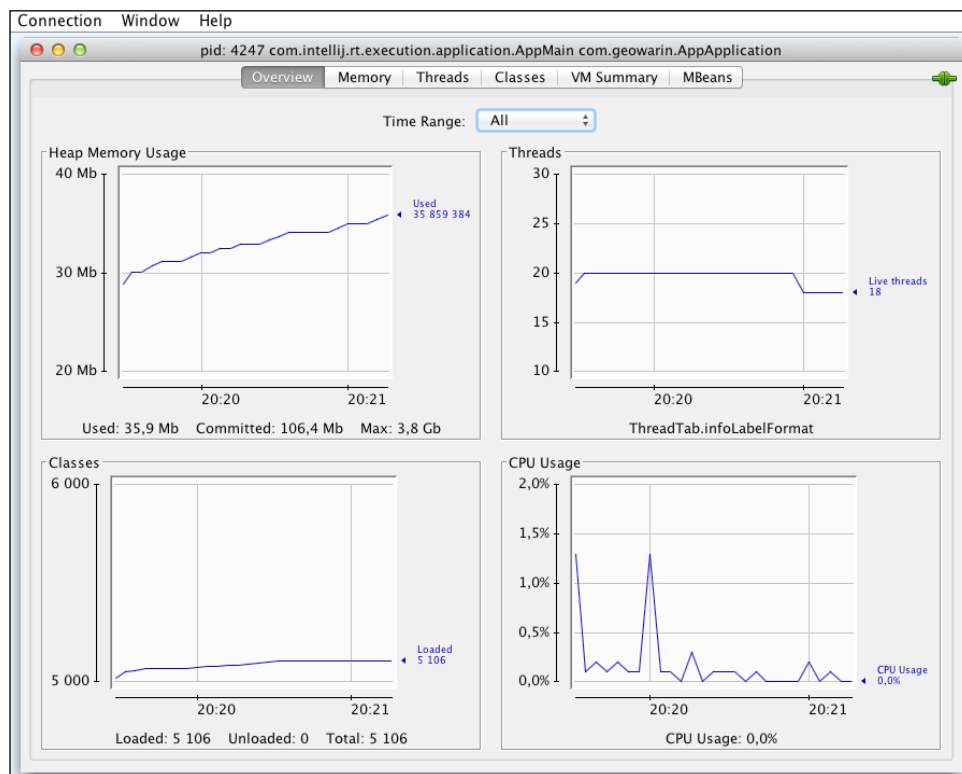 Connection Window Help
pid: 4247 com.intellij.rt.execution.application.AppMain com.geowarin.AppApplication
Overview Memory Threads Classes VM Summary MBeans
Time Range: All
Heap Memory Usage
40 Mb
30 Mb
20 Mb
Used
35 859 384
20:20 20:21
Used: 35,9 Mb Committed: 106,4 Mb Max: 3,8 Gb
Threads
30
25
20
15
10
Live threads
18
20:20 20:21
ThreadTab.infoLabelFormat
Classes
6 000
5 000
Loaded
5 106
20:20 20:21
Loaded: 5 106 Unloaded: 0 Total: 5 106
CPU Usage
2,0%
1,5%
1,0%
0,5%
0,0%
CPU Usage
0,0%
20:20 20:21
CPU Usage: 0,0%